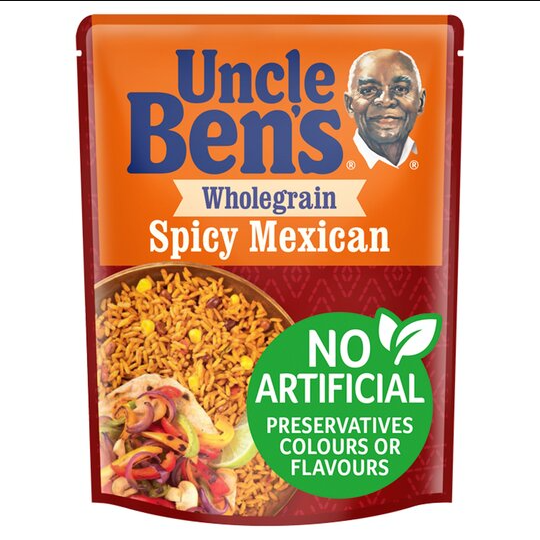 Uncle
Ben's®
®
Wholegrain
Spicy Mexican
NO
ARTIFICIAL
PRESERVATIVES
COLOURS OR
FLAVOURS